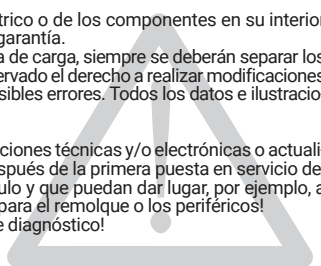 trico o de los componentes en su interior
garantía.
a de carga, siempre se deberán separar los
ervado el derecho a realizar modificaciones
sibles errores. Todos los datos e ilustracio
ciones técnicas y/o electrónicas o actuali
spués de la primera puesta en servicio de
ulo y que puedan dar lugar, por ejemplo, a
para el remolque o los periféricos!
e diagnóstico!